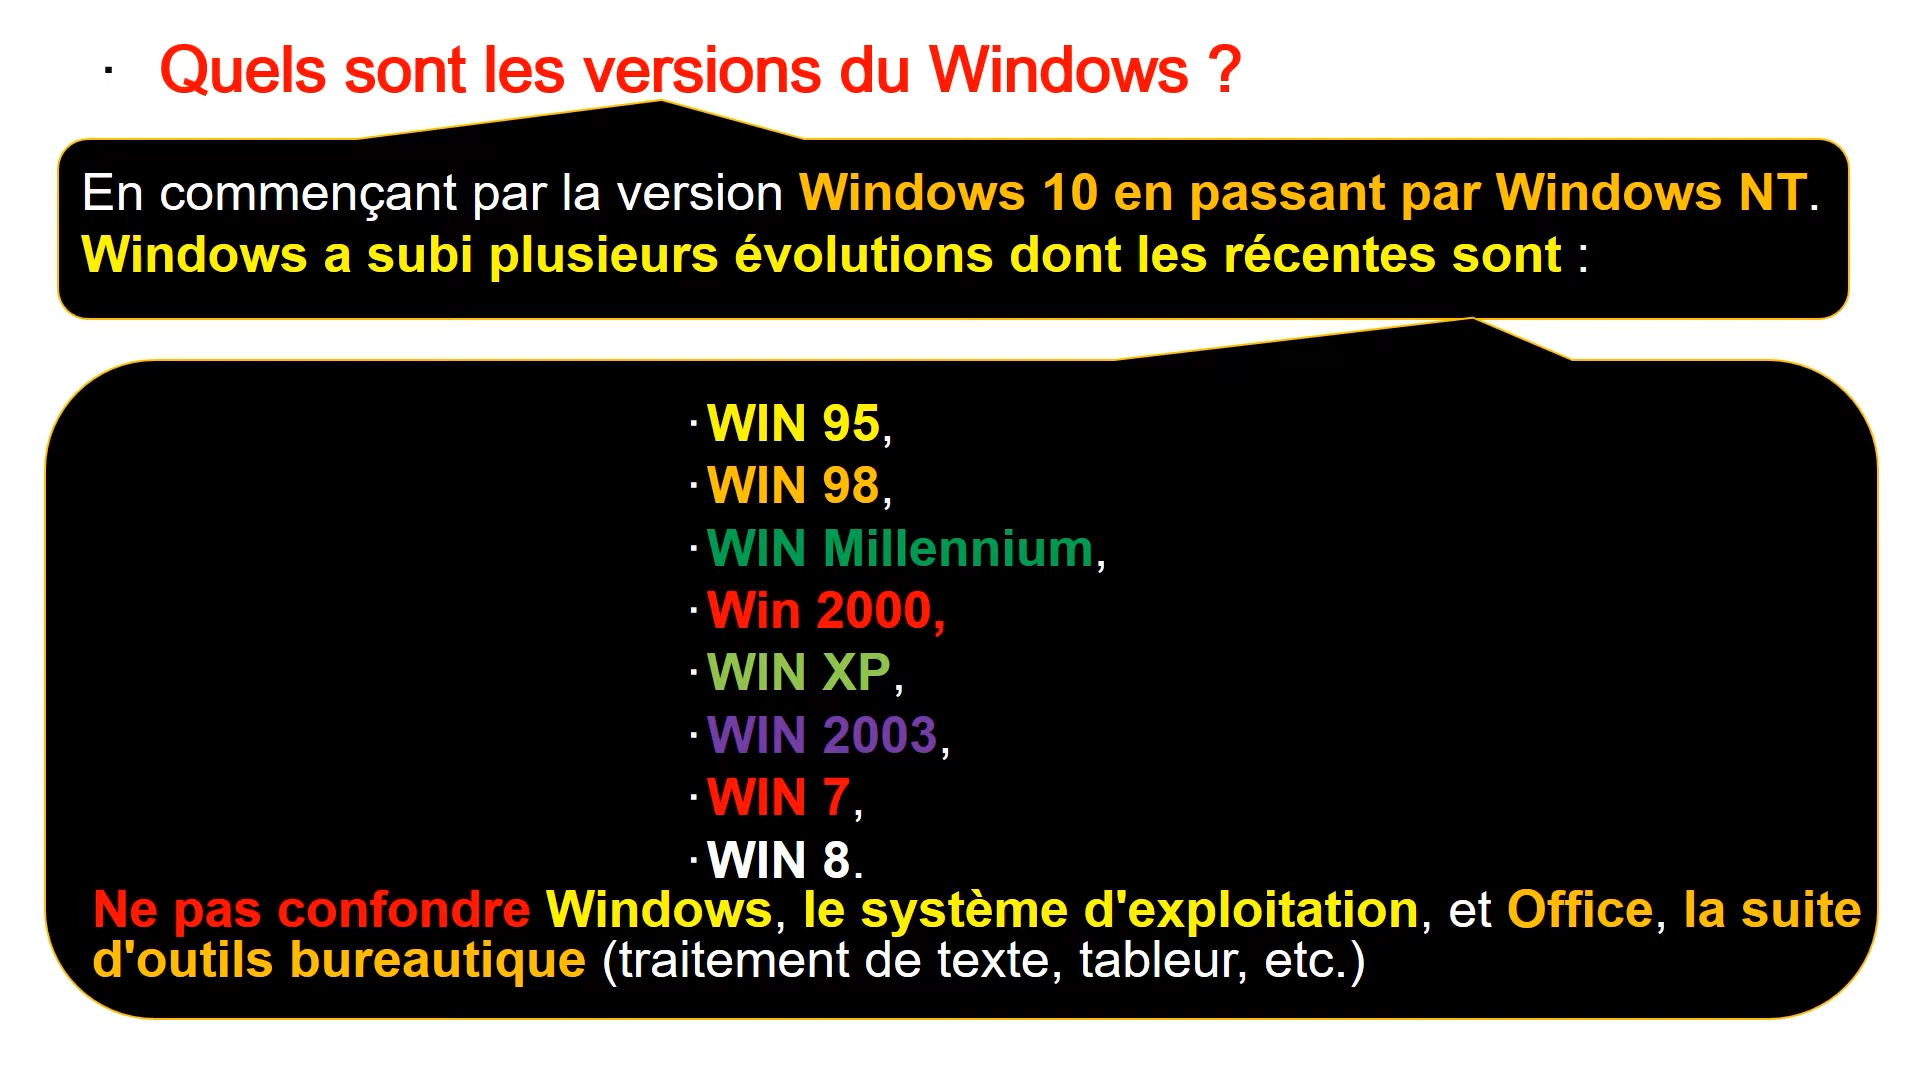 · Quels sont les versions du Windows ?
En commençant par la version Windows 10 en passant par Windows NT.
Windows a subi plusieurs évolutions dont les récentes sont :
· WIN 95,
· WIN 98,
· WIN Millennium,
· Win 2000,
· WIN XP,
· WIN 2003,
· WIN 7,
· WIN 8.
Ne pas confondre Windows, le système d'exploitation, et Office, la suite
d'outils bureautique (traitement de texte, tableur, etc.)